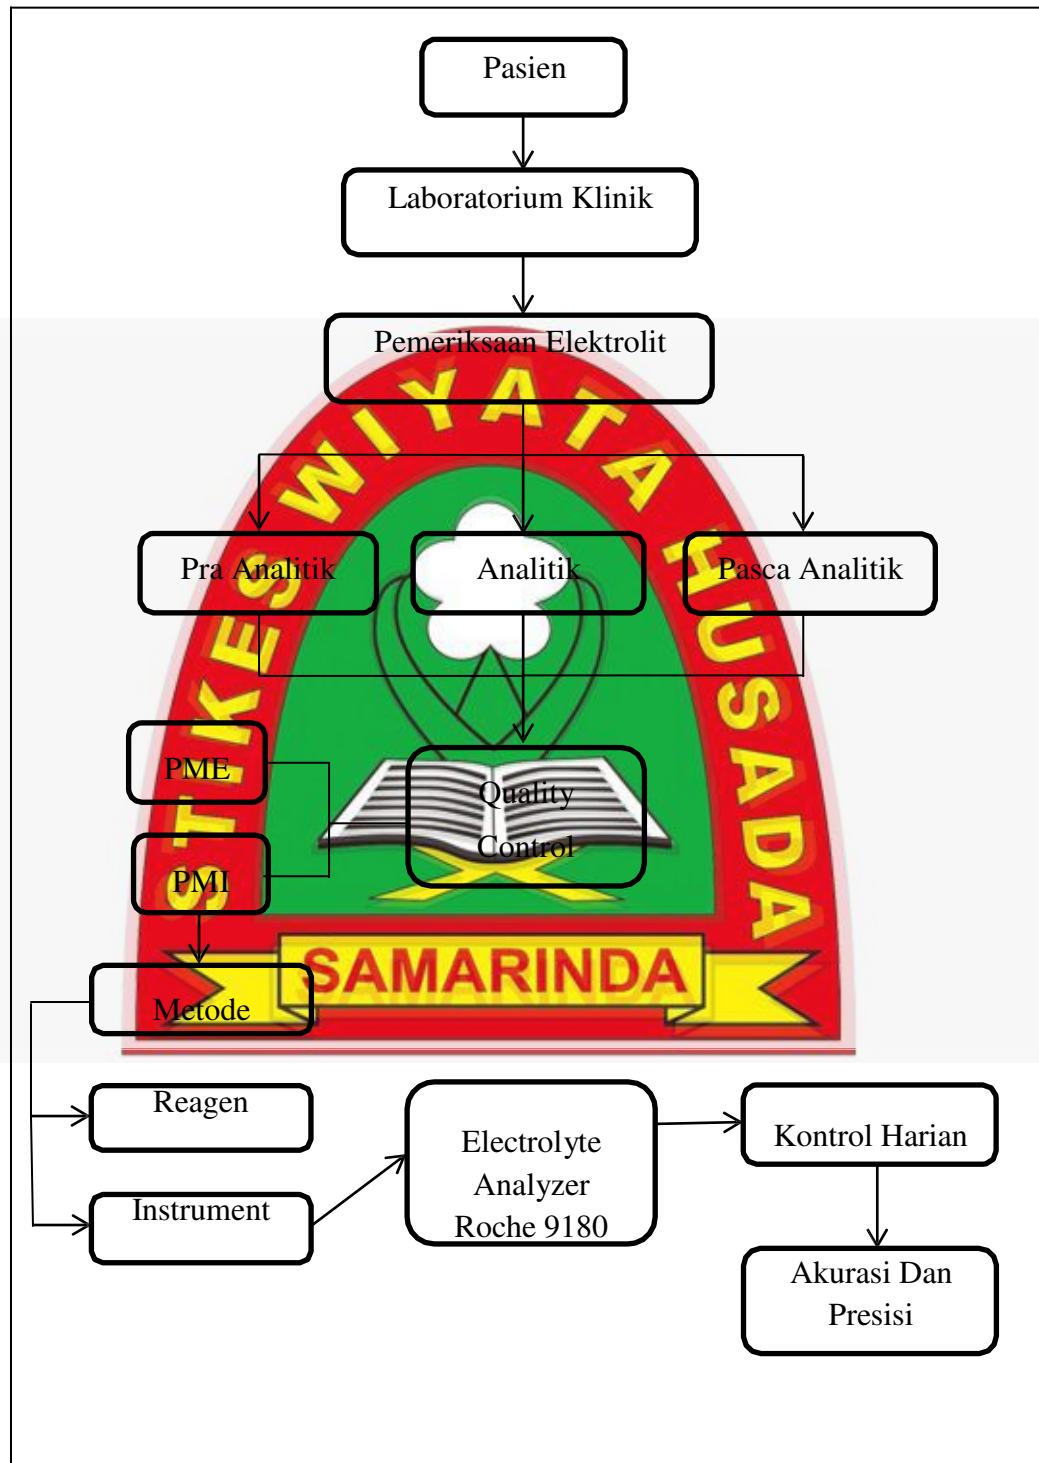 Pasien
Laboratorium Klinik
Pemeriksaan Elektrolit
STIKES WIYATA HUSADA
Pra Analitik
Analitik
Pasca Analitik
PME
Quality
Control
PMI
SAMARINDA
Metode
Reagen
Instrument
Electrolyte
Analyzer
Roche 9180
Kontrol Harian
Akurasi Dan
Presisi